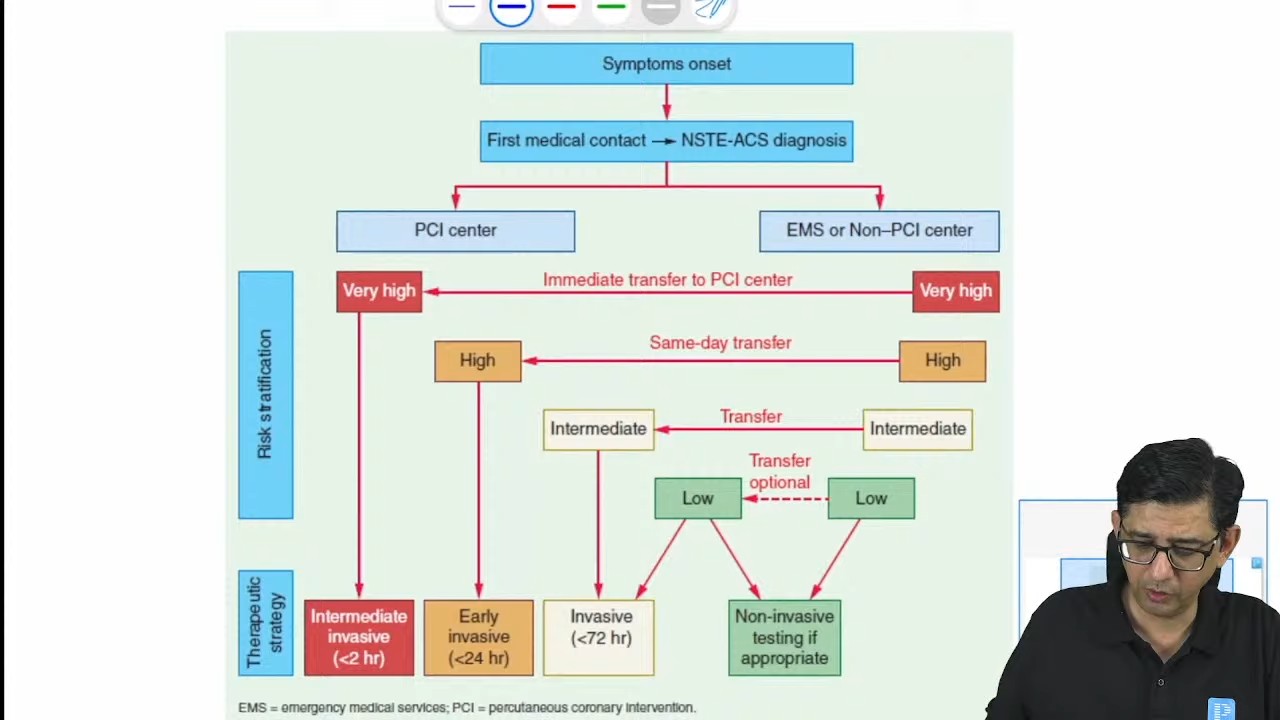 Symptoms onset
First medical contact → NSTE-ACS diagnosis
PCI center
EMS or Non–PCI center
Risk stratification
Very high
Immediate transfer to PCI center
Very high
High
Same-day transfer
High
Intermediate
Transfer
Intermediate
Low
Transfer
optional
Low
Therapeutic
strategy
Intermediate
invasive
(<2 hr)
Early
invasive
(<24 hr)
Invasive
(<72 hr)
Non-invasive
testing if
appropriate
EMS = emergency medical services; PCI = percutaneous coronary intervention.